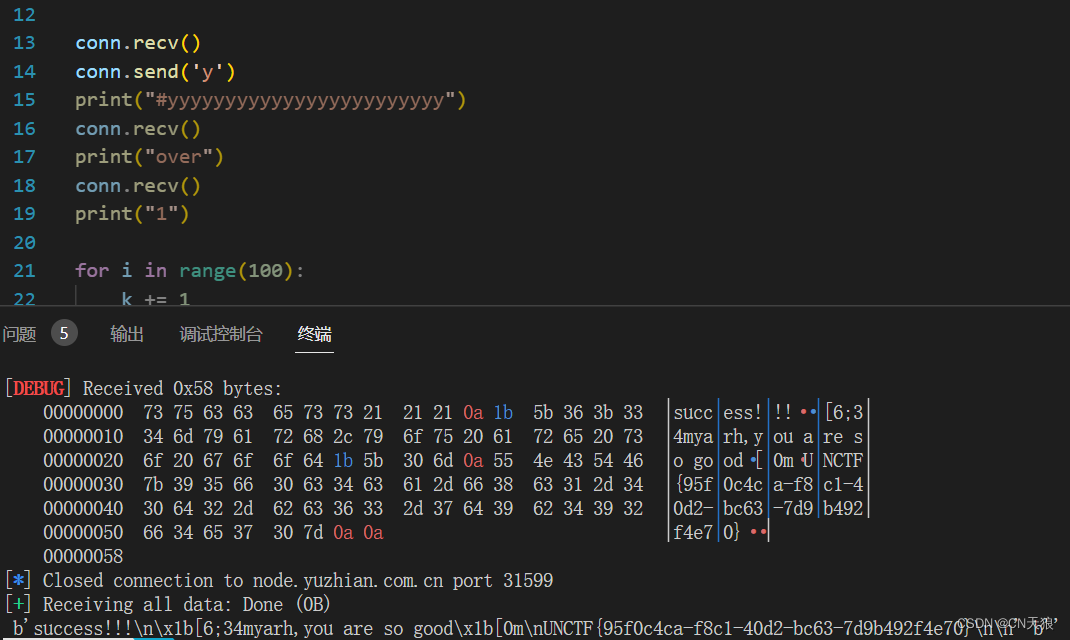 12
13 conn.recv()
14 conn.send('y')
15 print("#yyyyyyyyyyyyyyyyyyyyyyyy")
16 conn.recv()
17 print("over")
18 conn.recv()
19 print("1")
20
21 for i in range(100):
22 k += 1
问题 5 输出 调试控制台 终端
[DEBUG] Received 0x58 bytes:
00000000 73 75 63 63 65 73 73 21 21 21 0a 1b 5b 36 3b 33 │succ│ess!│!!··│[6;3│
00000010 34 6d 79 61 72 68 2c 79 6f 75 20 61 72 65 20 73 │4mya│rh,y│ou a│re s│
00000020 6f 20 67 6f 6f 64 1b 5b 30 6d 0a 55 4e 43 54 46 │o go│od·[│0m·U│NCTF│
00000030 7b 39 35 66 30 63 34 63 61 2d 66 38 63 31 2d 34 │{95f│0c4c│a-f8│c1-4│
00000040 30 64 32 2d 62 63 36 33 2d 37 64 39 62 34 39 32 │0d2-│bc63│-7d9│b492│
00000050 66 34 65 37 30 7d 0a 0a │f4e7│0}··│
00000058
[*] Closed connection to node.yuzhian.com.cn port 31599
[+] Receiving all data: Done (0B)
b'success!!!\n\x1b[6;34myarh,you are so good\x1b[0m\nUNCTF{95f0c4ca-f8c1-40d2-bc63-7d9b492f4e70}\n\n'
CSDN @CN天狼